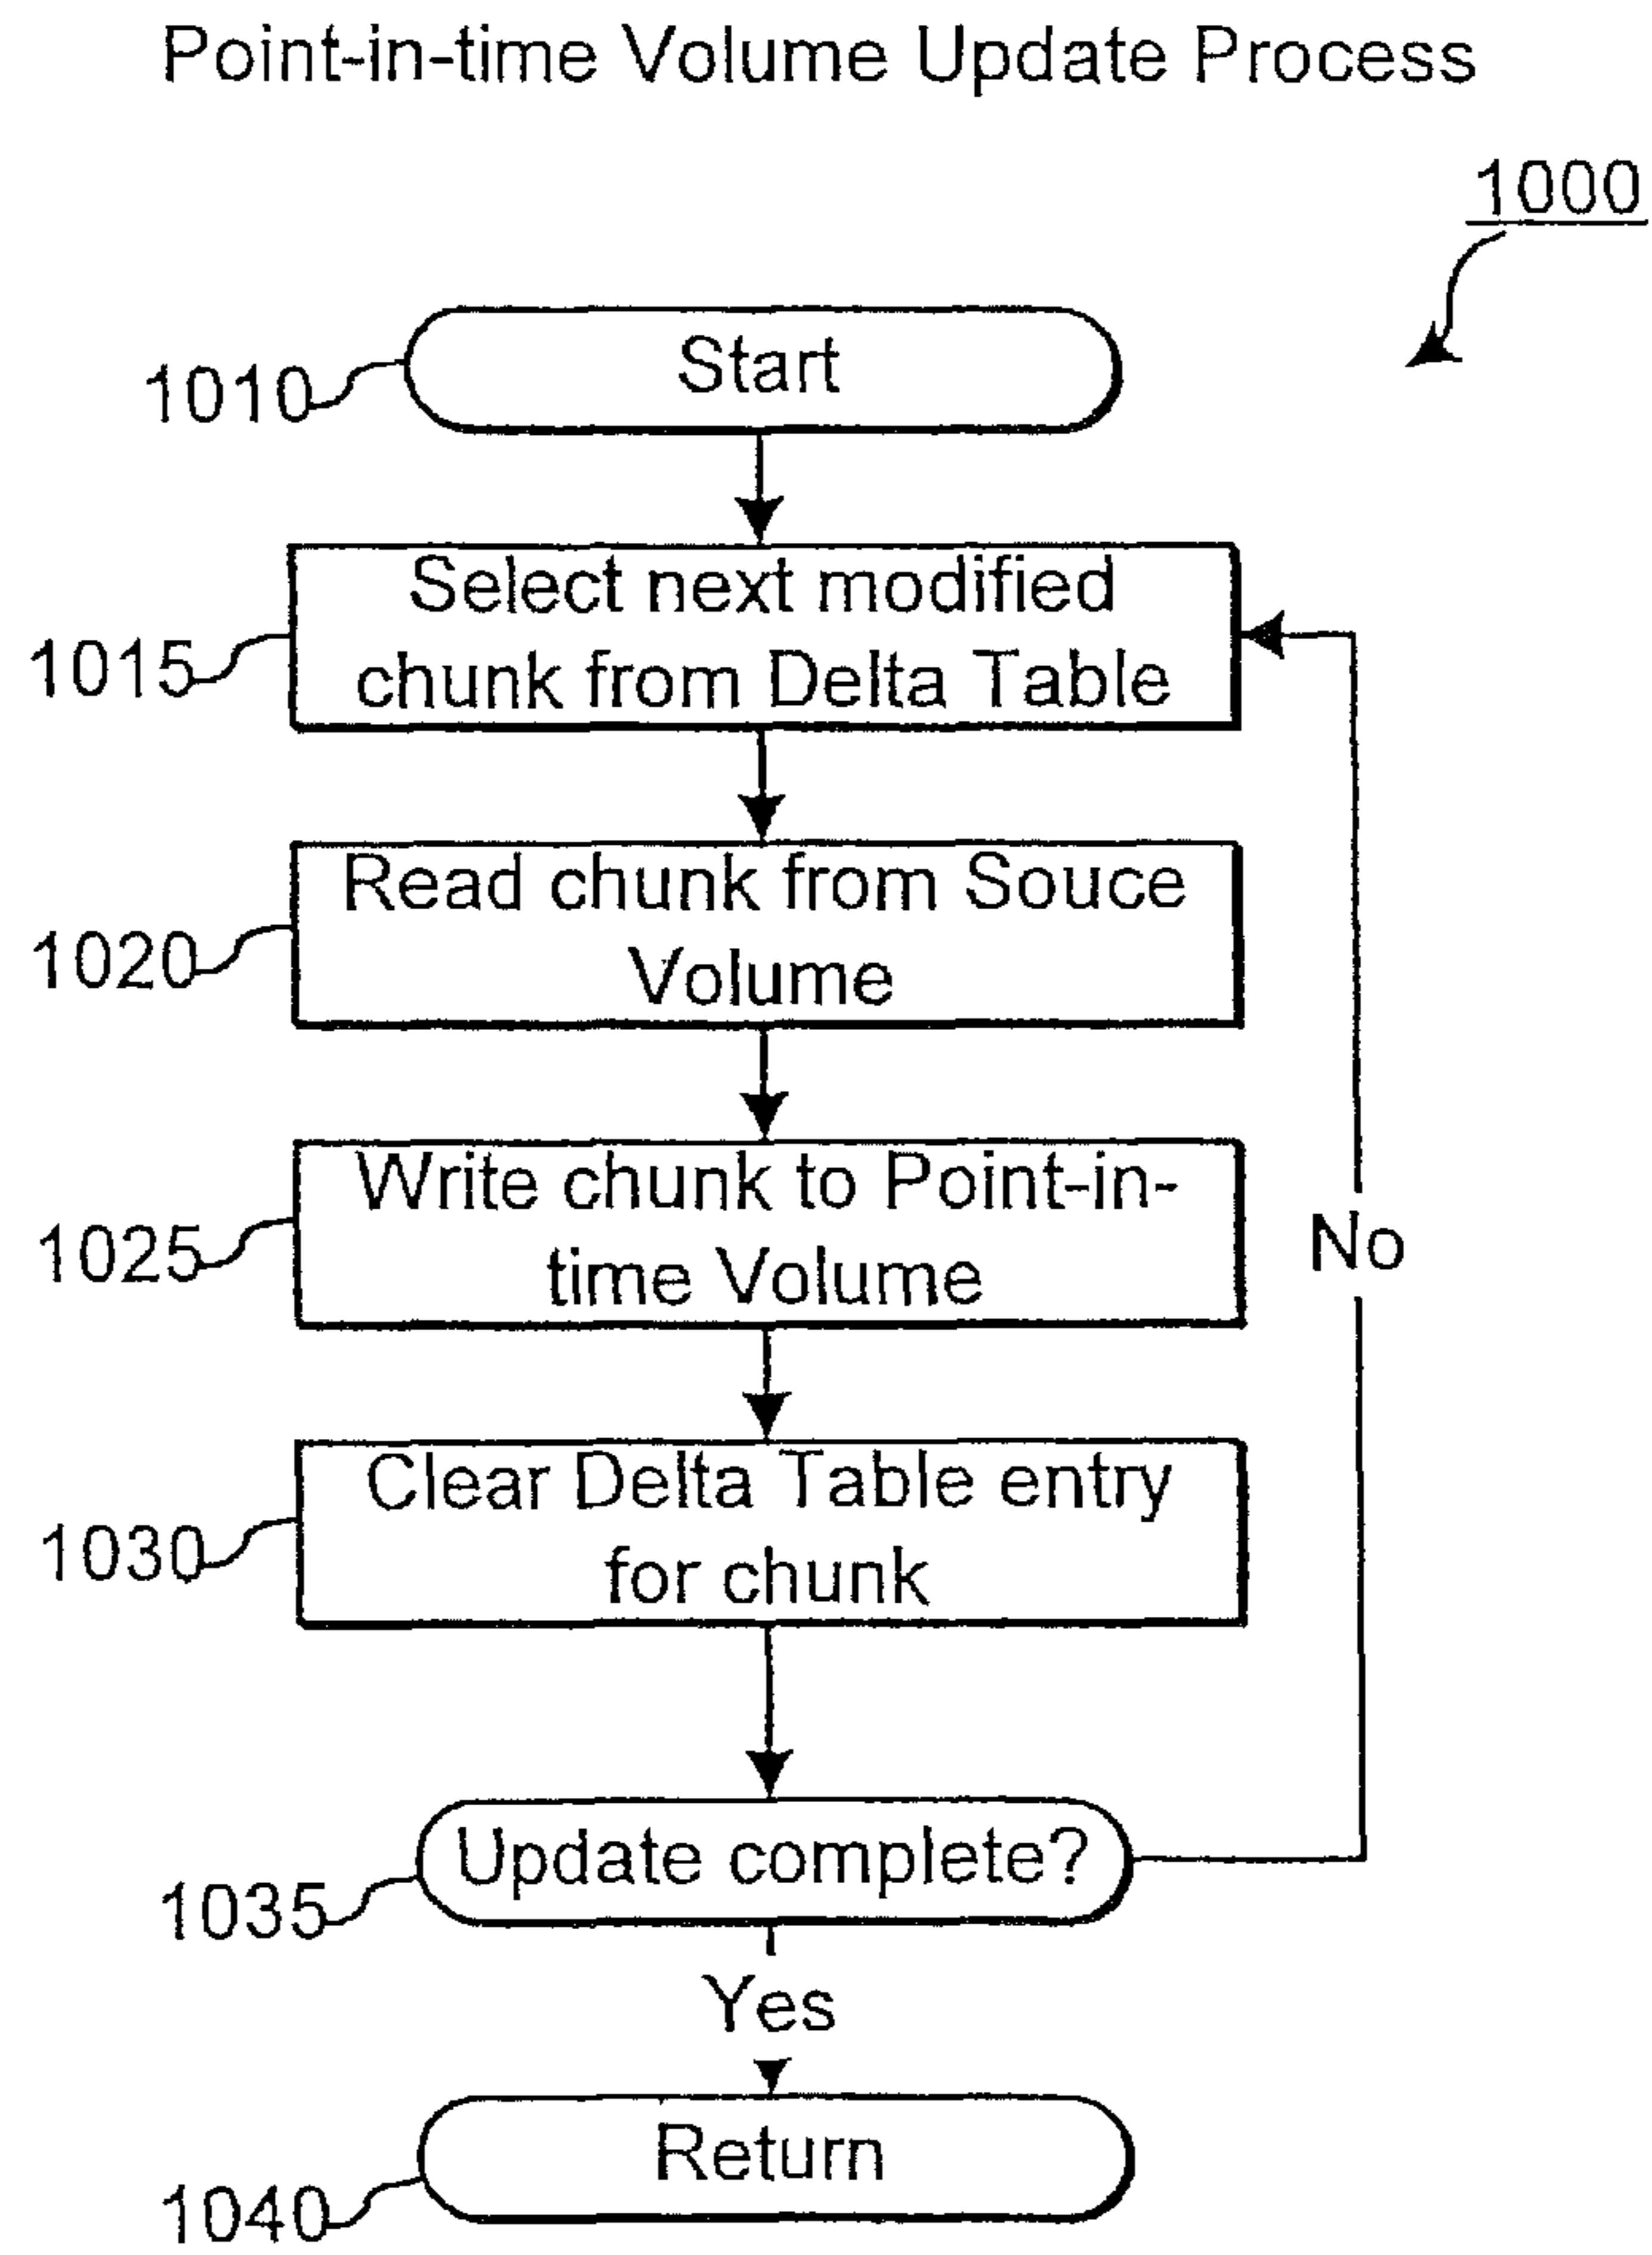 Point-in-time Volume Update Process
1000
1010
Start
1015
Select next modified
chunk from Delta Table
1020
Read chunk from Souce
Volume
1025
Write chunk to Point-in-
time Volume
No
1030
Clear Delta Table entry
for chunk
1035
Update complete?
Yes
1040
Return